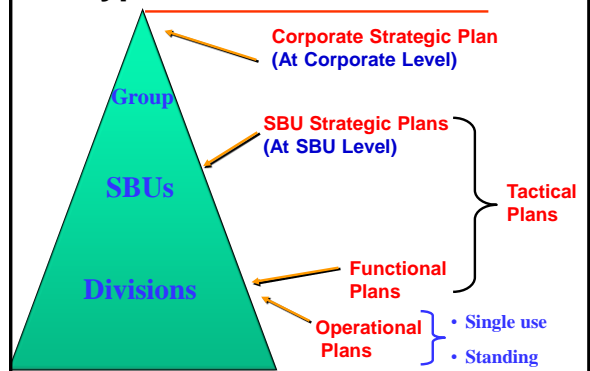 Corporate Strategic Plan
(At Corporate Level)
Group
SBU Strategic Plans
(At SBU Level)
SBUs
Tactical
Plans
Functional
Plans
Divisions
Operational
Plans
• Single use
• Standing